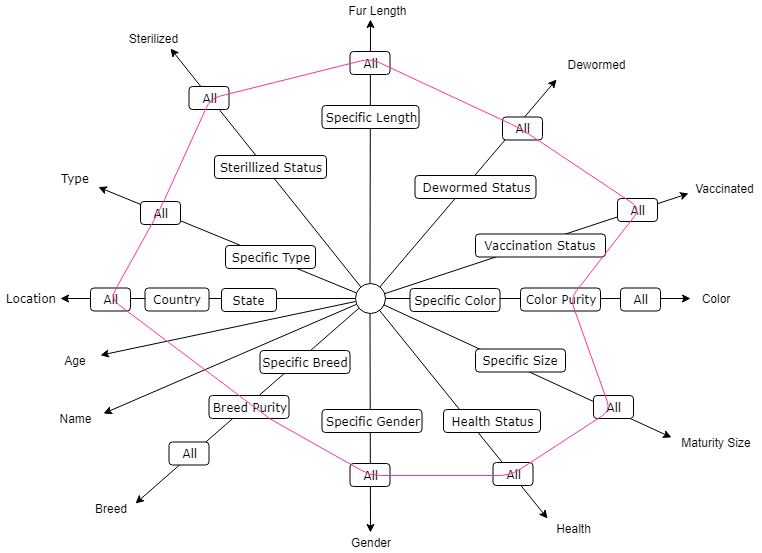 Fur Length
Sterilized
Dewormed
All
All
Specific Length
All
Sterillized Status
Type
Dewormed Status
Vaccinated
All
All
Vaccination Status
Specific Type
Location
All
Country
State
Specific Color
Color Purity
All
Color
Age
Specific Breed
Specific Size
Name
Breed Purity
All
Specific Gender
Health Status
Maturity Size
All
All
All
Breed
Health
Gender